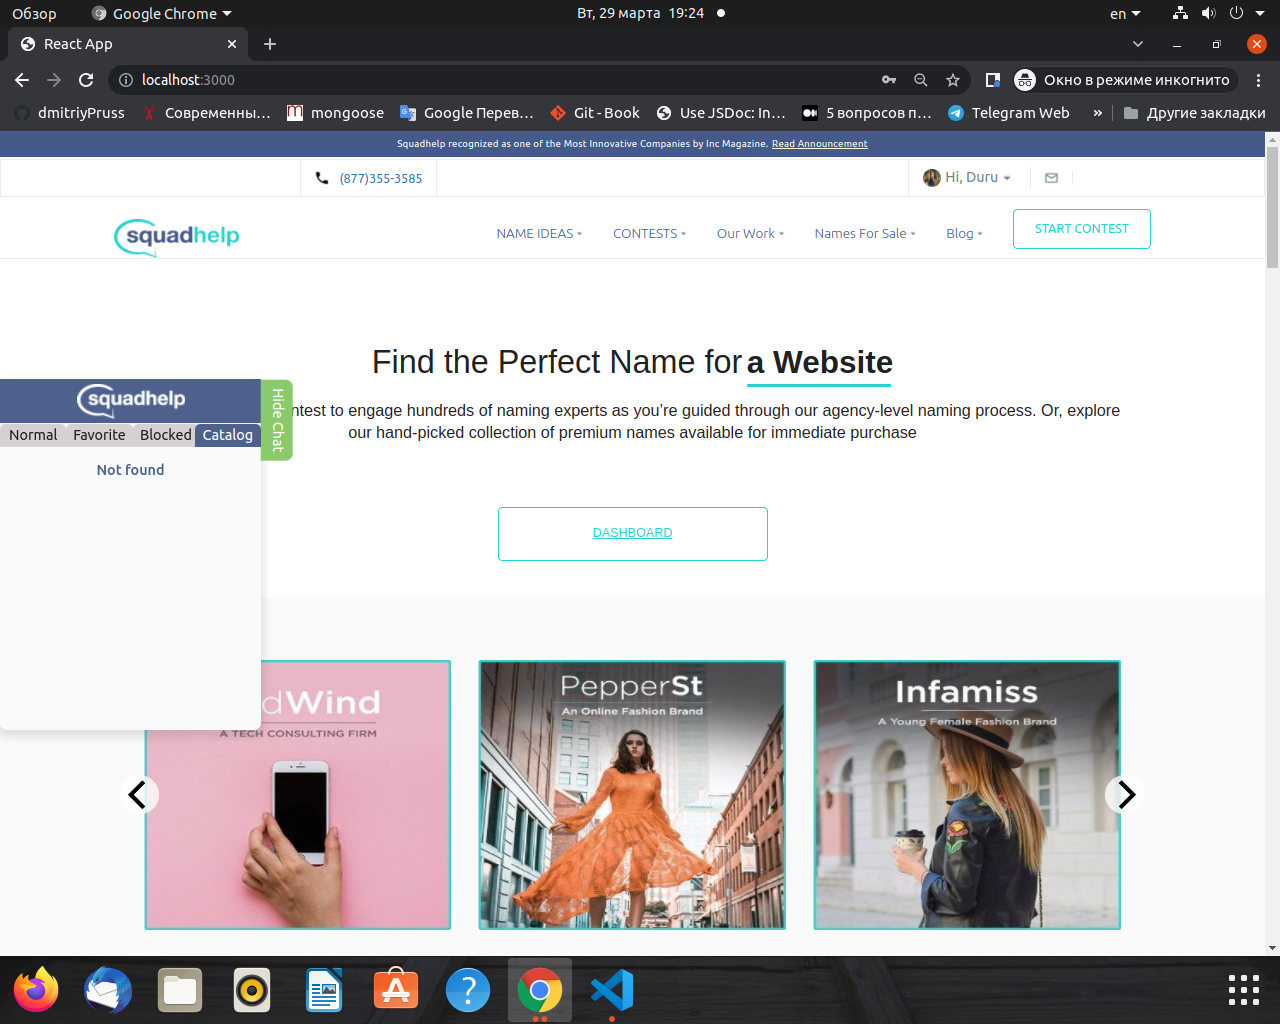 Обзор
Google Chrome
Вт, 29 марта 19:24
en
React App
localhost:3000
Окно в режиме инкогнито
dmitriyPruss
Современны...
mongoose
Google Перев...
Git - Book
Use JSDoc: In...
5 вопросов п...
Telegram Web
»
Другие закладки
Squadhelp recognized as one of the Most Innovative Companies by Inc Magazine. Read Announcement
(877)355-3585
Hi, Duru
squadhelp
NAME IDEAS
CONTESTS
Our Work
Names For Sale
Blog
START CONTEST
Find the Perfect Name for a Website
ntest to engage hundreds of naming experts as you’re guided through our agency-level naming process. Or, explore
our hand-picked collection of premium names available for immediate purchase
squadhelp
Hide Chat
Normal
Favorite
Blocked
Catalog
Not found
DASHBOARD
dWind
A TECH CONSULTING FIRM
PepperSt
An Online Fashion Brand
Infamiss
A Young Female Fashion Brand